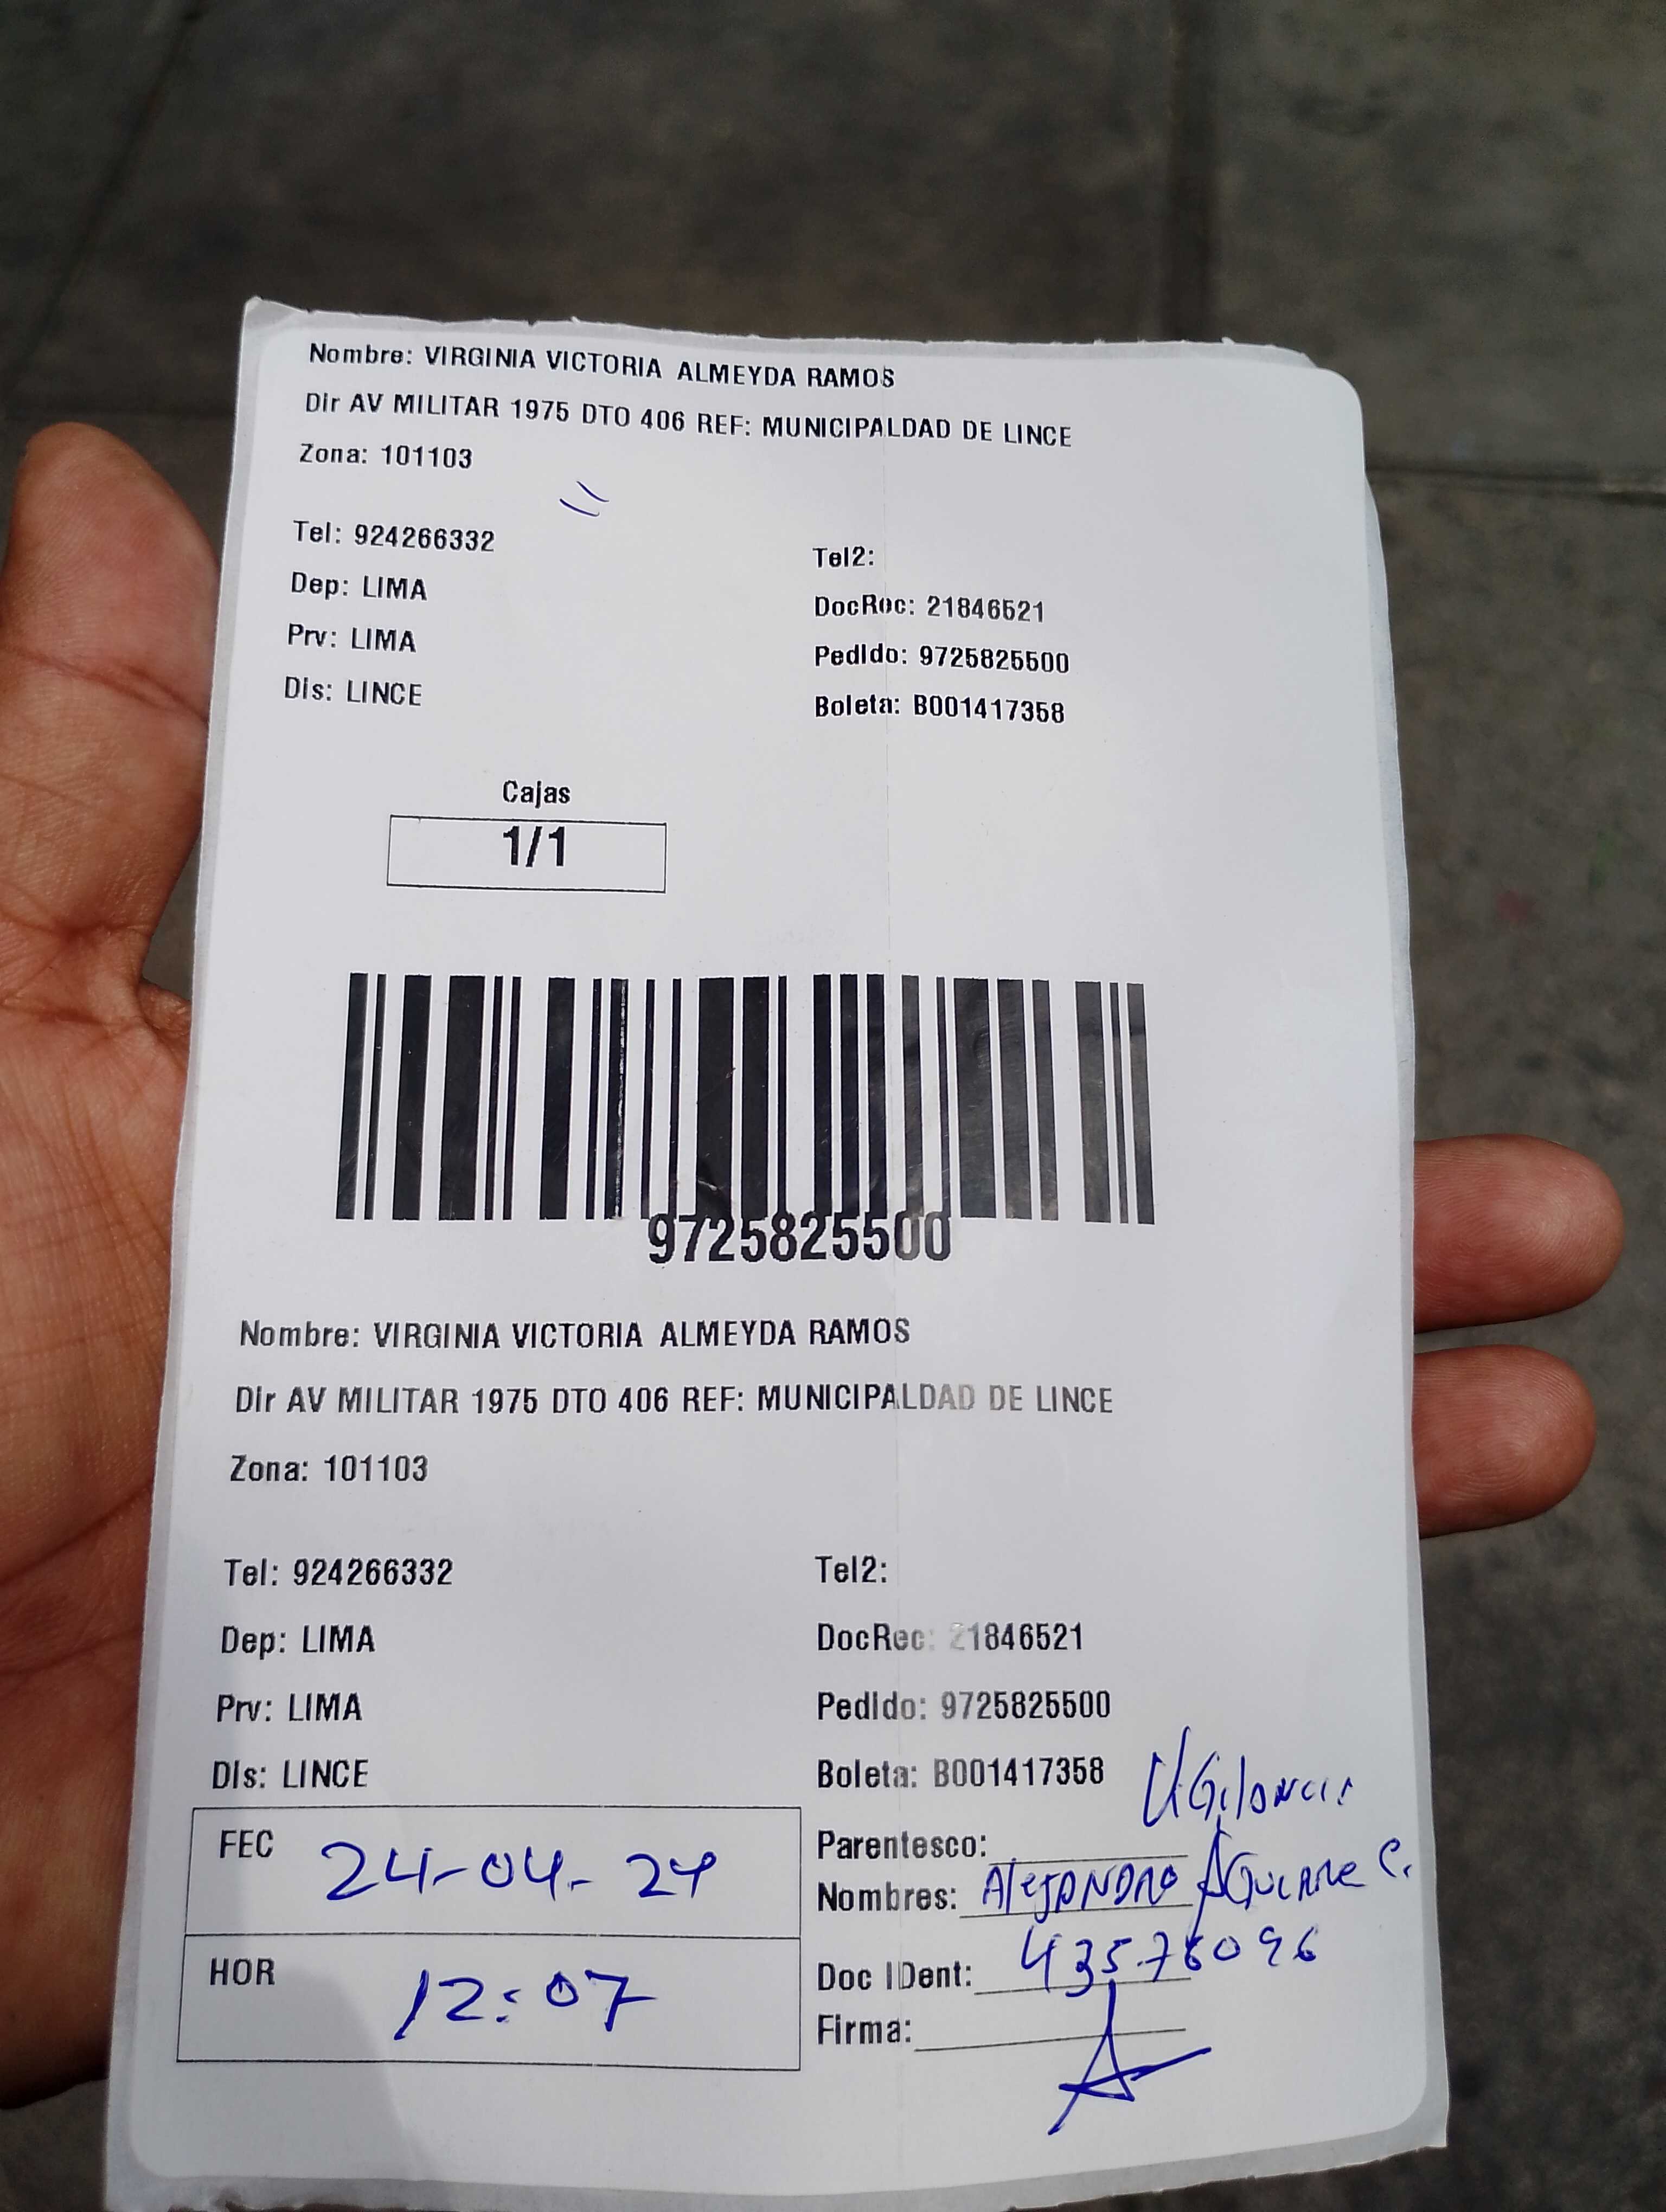 Nombre: VIRGINIA VICTORIA ALMEYDA RAMOS
Dir AV MILITAR 1975 DTO 406 REF: MUNICIPALDAD DE LINCE
Zona: 101103
Tel: 924266332
Tel2:
Dep: LIMA
DocRec: 21846521
Prv: LIMA
Pedido: 9725825500
Dis: LINCE
Boleta: B001417358
Cajas
1/1
9725825500
Nombre: VIRGINIA VICTORIA ALMEYDA RAMOS
Dir AV MILITAR 1975 DTO 406 REF: MUNICIPALDAD DE LINCE
Zona: 101103
Tel: 924266332
Tel2:
Dep: LIMA
DocRec: 21846521
Prv: LIMA
Pedido: 9725825500
Dis: LINCE
Boleta: B001417358
Vigilancia
FEC 24-04-24
Parentesco:
Nombres: Alejandro Aguirre C.
HOR 12:07
Doc IDent: 43576096
Firma: